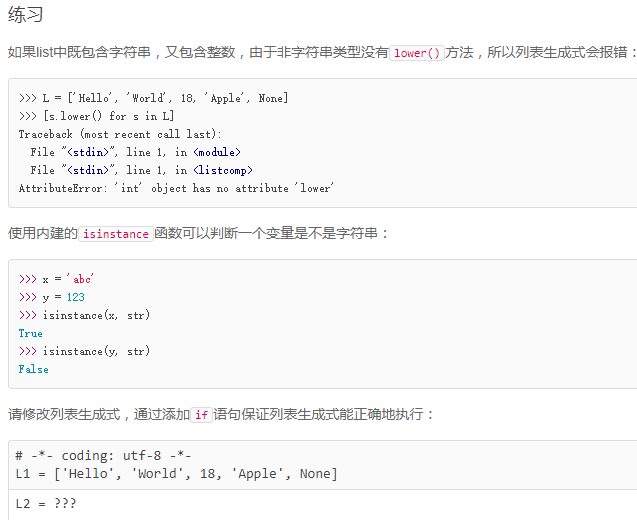 练习
如果list中既包含字符串，又包含整数，由于非字符串类型没有lower()方法，所以列表生成式会报错：
>>> L = ['Hello', 'World', 18, 'Apple', None]
>>> [s.lower() for s in L]
Traceback (most recent call last):
  File "<stdin>", line 1, in <module>
  File "<stdin>", line 1, in <listcomp>
AttributeError: 'int' object has no attribute 'lower'
使用内建的isinstance函数可以判断一个变量是不是字符串：
>>> x = 'abc'
>>> y = 123
>>> isinstance(x, str)
True
>>> isinstance(y, str)
False
请修改列表生成式，通过添加if语句保证列表生成式能正确地执行：
# -*- coding: utf-8 -*-
L1 = ['Hello', 'World', 18, 'Apple', None]
L2 = ???